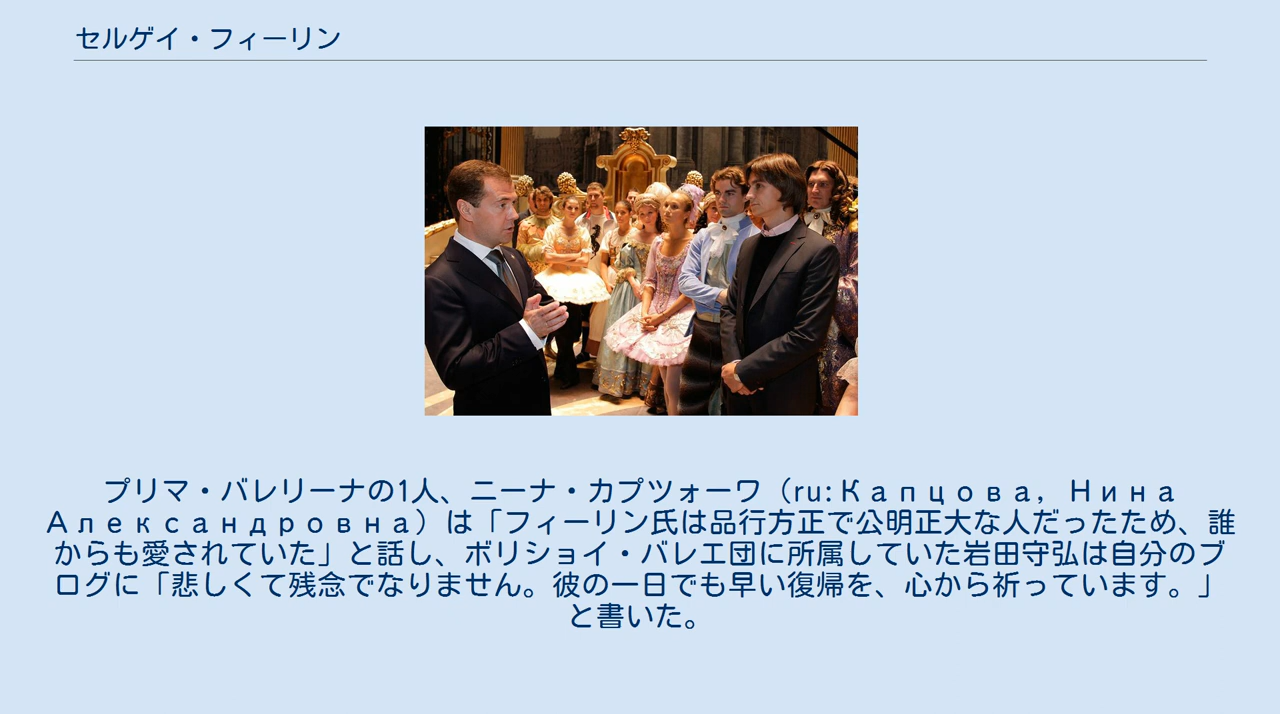 セルゲイ・フィーリン
プリマ・バレリーナの1人、ニーナ・カプツォーワ（ru:Капцова, Нина
Александровна）は「フィーリン氏は品行方正で公明正大な人だったため、誰
からも愛されていた」と話し、ボリショイ・バレエ団に所属していた岩田守弘は自分のブ
ログに「悲しくて残念でなりません。彼の一日でも早い復帰を、心から祈っています。」
と書いた。